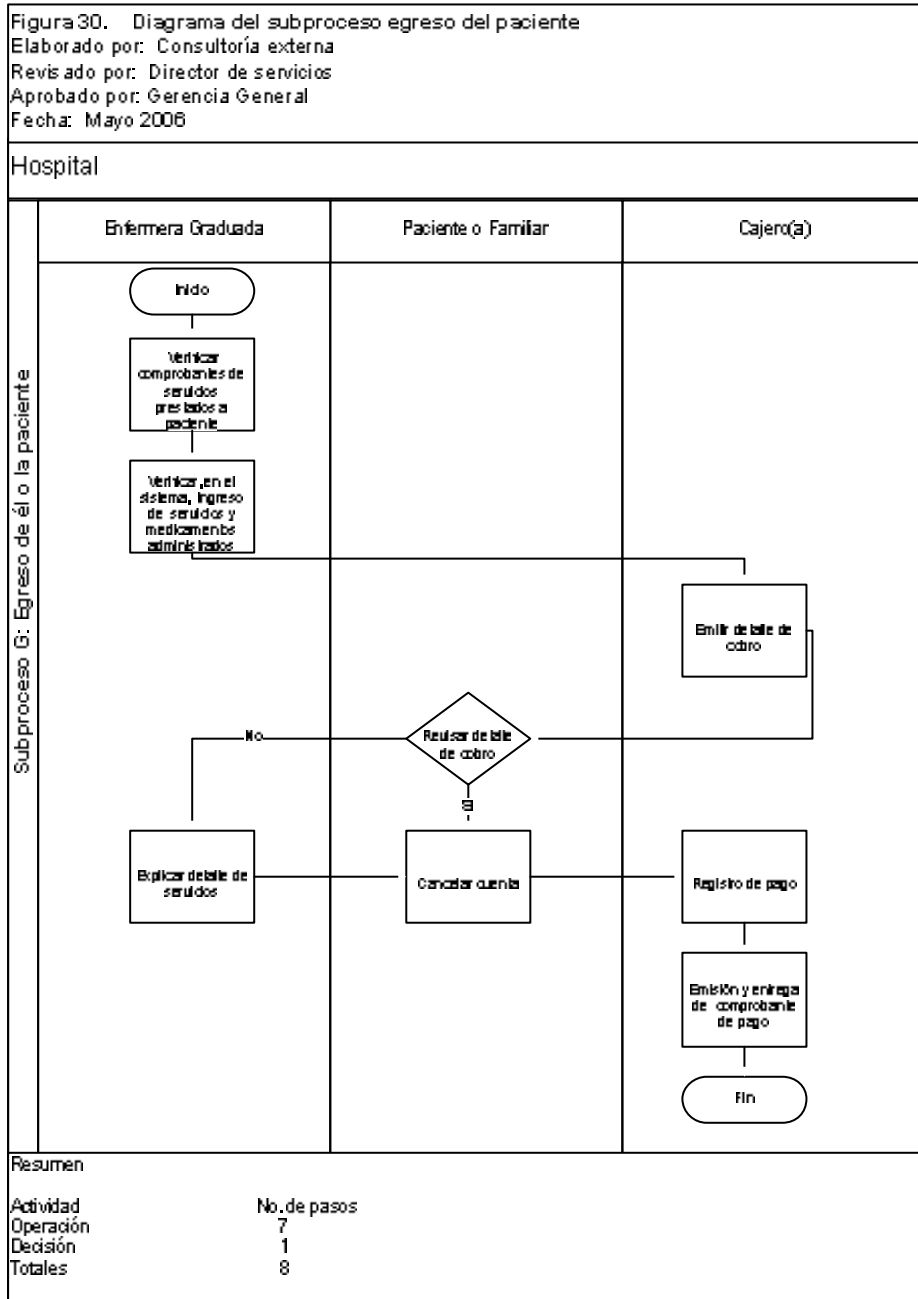 Figura 30. Diagrama del subproceso egreso del paciente
Elaborado por: Consultoría externa
Revisado por: Director de servicios
Aprobado por: Gerencia General
Fecha: Mayo 2006
Hospital
Subproceso G: Egreso de él o la paciente
Enfermera Graduada
Paciente o Familiar
Cajero(a)
Inicio
Verificar
comprobantes de
servicios
prestados a
paciente
Verificar, en el
sistema, ingreso
de servicios y
medicamentos
administrados
Emitir detalle de
cobro
Revisar detalle
de cobro
No
Si
Explicar detalle de
servicios
Cancelar cuenta
Registro de pago
Emisión y entrega
de comprobante
de pago
Fin
Resumen
Actividad No. de pasos
Operación 7
Decisión 1
Totales 8